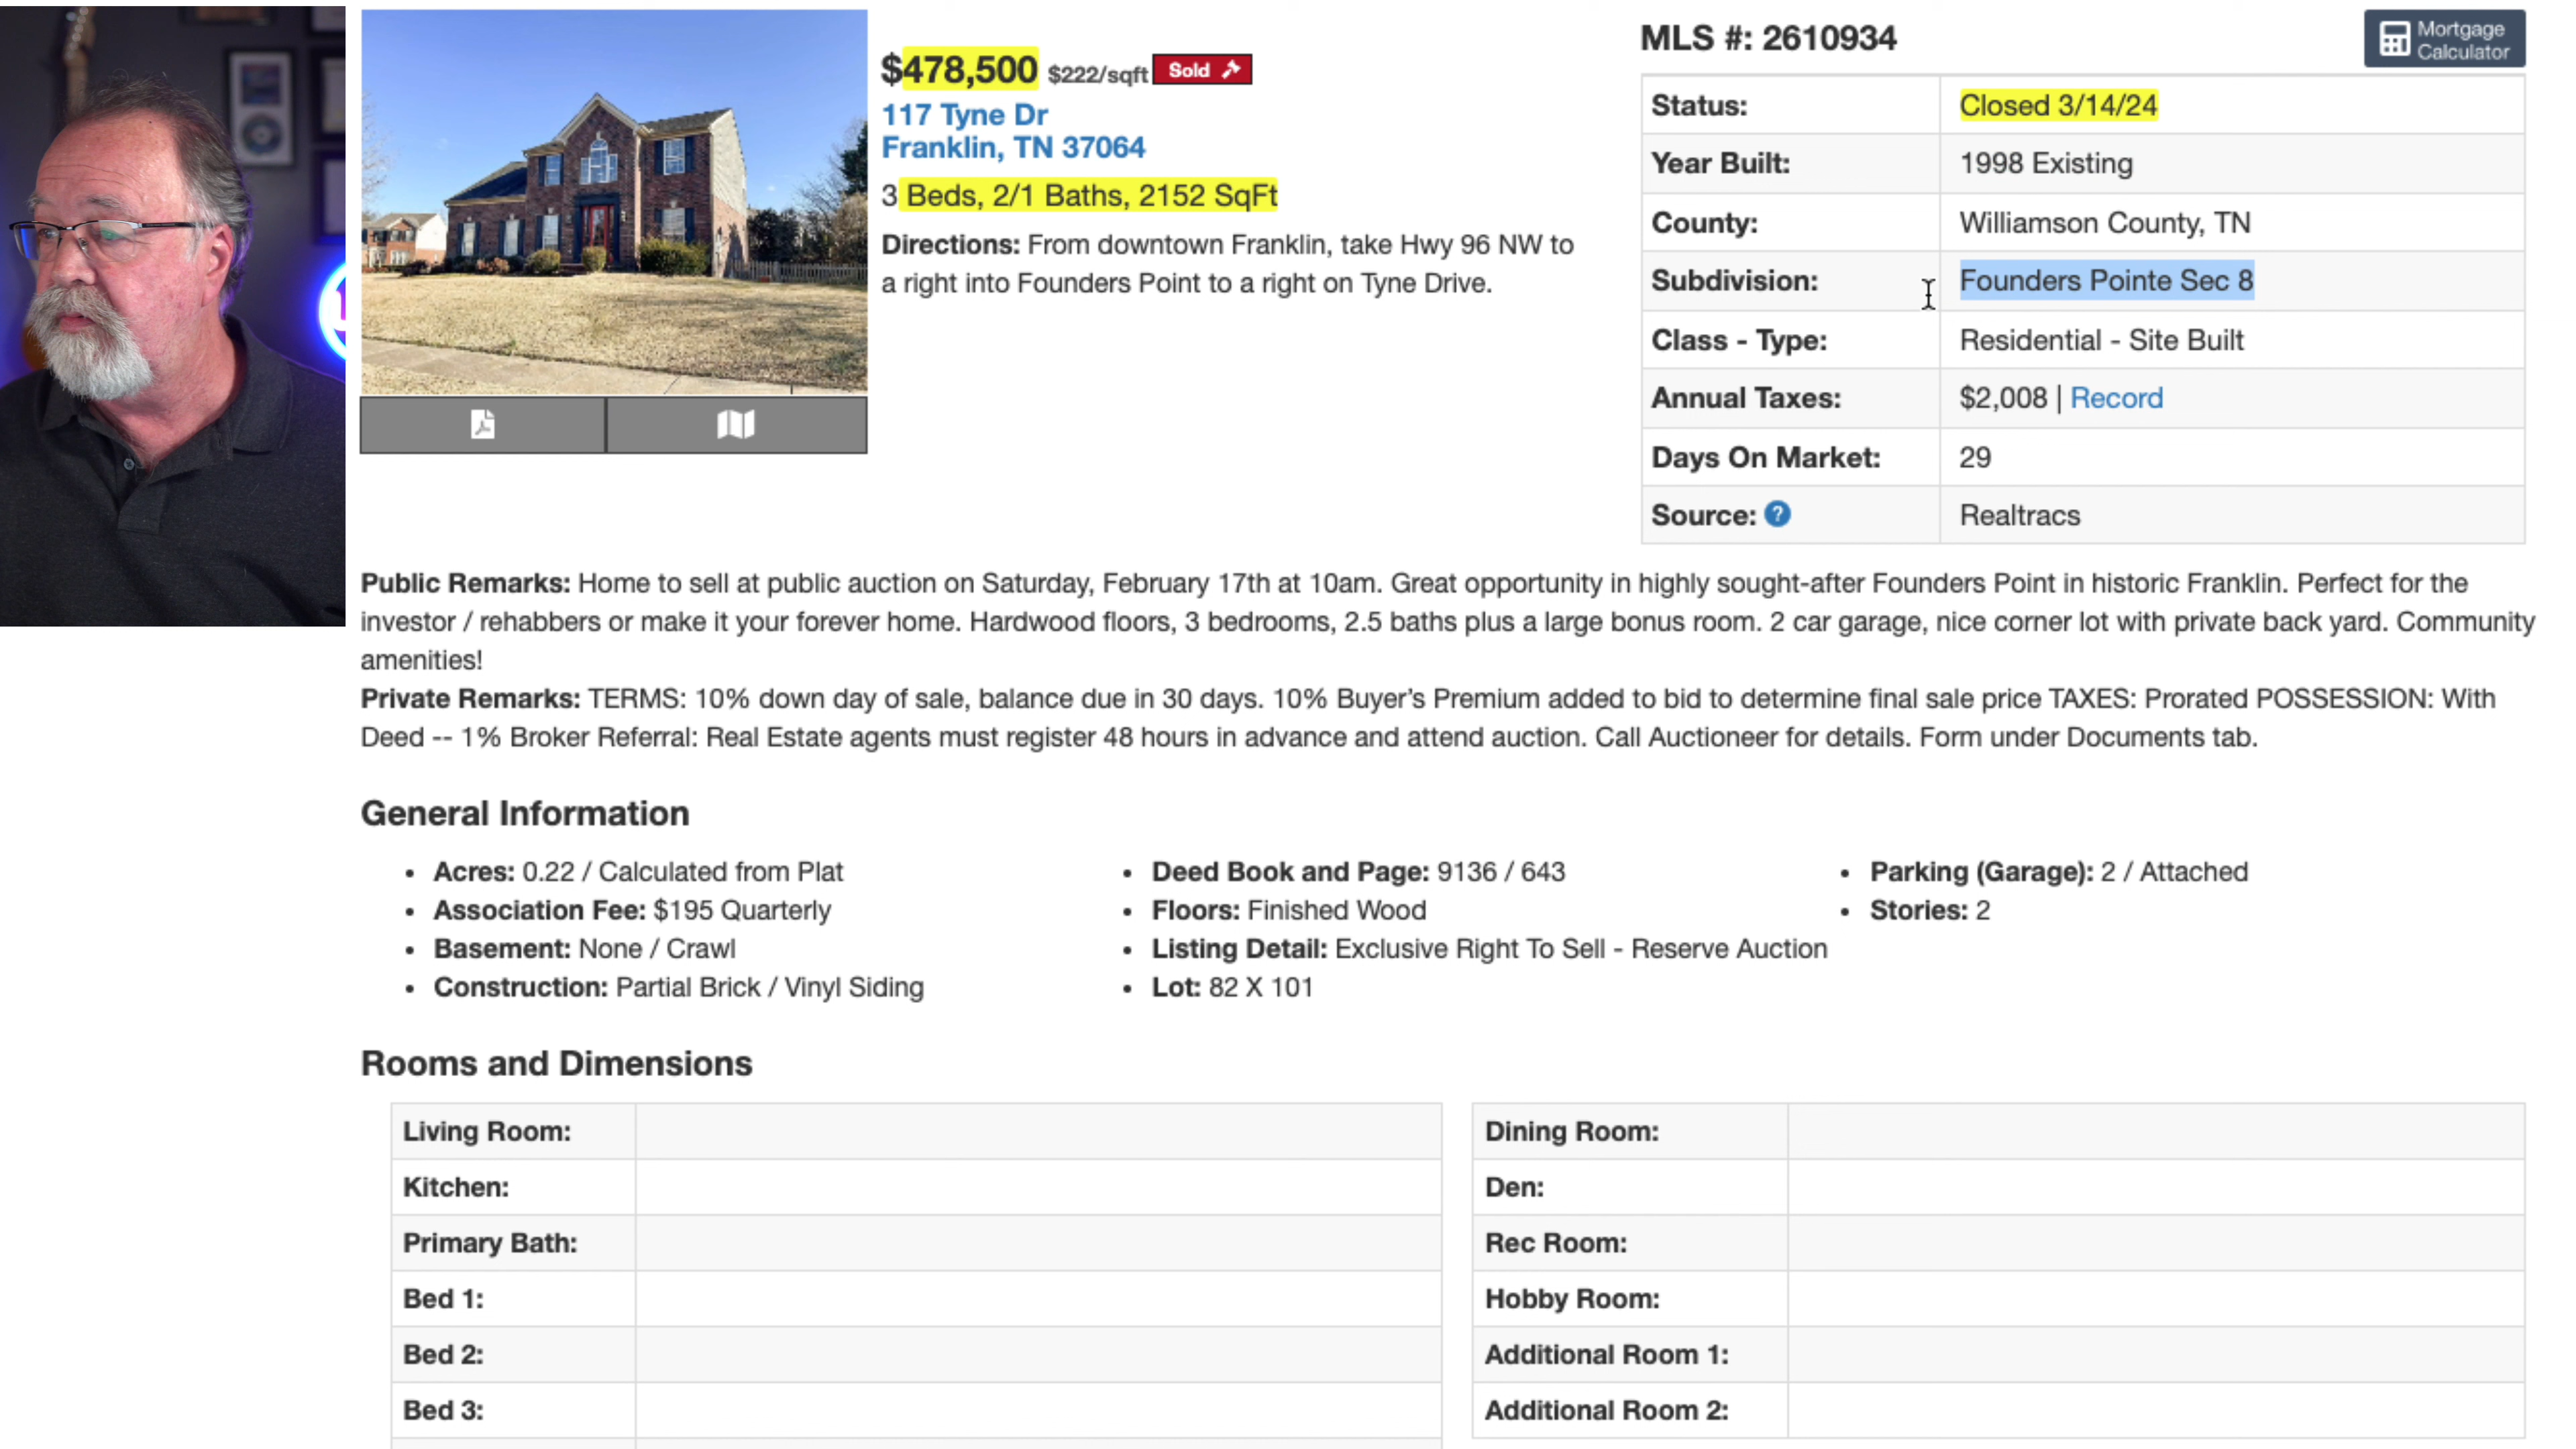 $478,500 $222/sqft Sold
117 Tyne Dr
Franklin, TN 37064
3 Beds, 2/1 Baths, 2152 SqFt
Directions: From downtown Franklin, take Hwy 96 NW to
a right into Founders Point to a right on Tyne Drive.
MLS #: 2610934
Mortgage
Calculator
Status: Closed 3/14/24
Year Built: 1998 Existing
County: Williamson County, TN
Subdivision: Founders Pointe Sec 8
Class - Type: Residential - Site Built
Annual Taxes: $2,008 | Record
Days On Market: 29
Source: ? Realtracs
Public Remarks: Home to sell at public auction on Saturday, February 17th at 10am. Great opportunity in highly sought-after Founders Point in historic Franklin. Perfect for the
investor / rehabbers or make it your forever home. Hardwood floors, 3 bedrooms, 2.5 baths plus a large bonus room. 2 car garage, nice corner lot with private back yard. Community
amenities!
Private Remarks: TERMS: 10% down day of sale, balance due in 30 days. 10% Buyer’s Premium added to bid to determine final sale price TAXES: Prorated POSSESSION: With
Deed -- 1% Broker Referral: Real Estate agents must register 48 hours in advance and attend auction. Call Auctioneer for details. Form under Documents tab.
General Information
• Acres: 0.22 / Calculated from Plat
• Association Fee: $195 Quarterly
• Basement: None / Crawl
• Construction: Partial Brick / Vinyl Siding
• Deed Book and Page: 9136 / 643
• Floors: Finished Wood
• Listing Detail: Exclusive Right To Sell - Reserve Auction
• Lot: 82 X 101
• Parking (Garage): 2 / Attached
• Stories: 2
Rooms and Dimensions
Living Room:
Kitchen:
Primary Bath:
Bed 1:
Bed 2:
Bed 3:
Dining Room:
Den:
Rec Room:
Hobby Room:
Additional Room 1:
Additional Room 2: